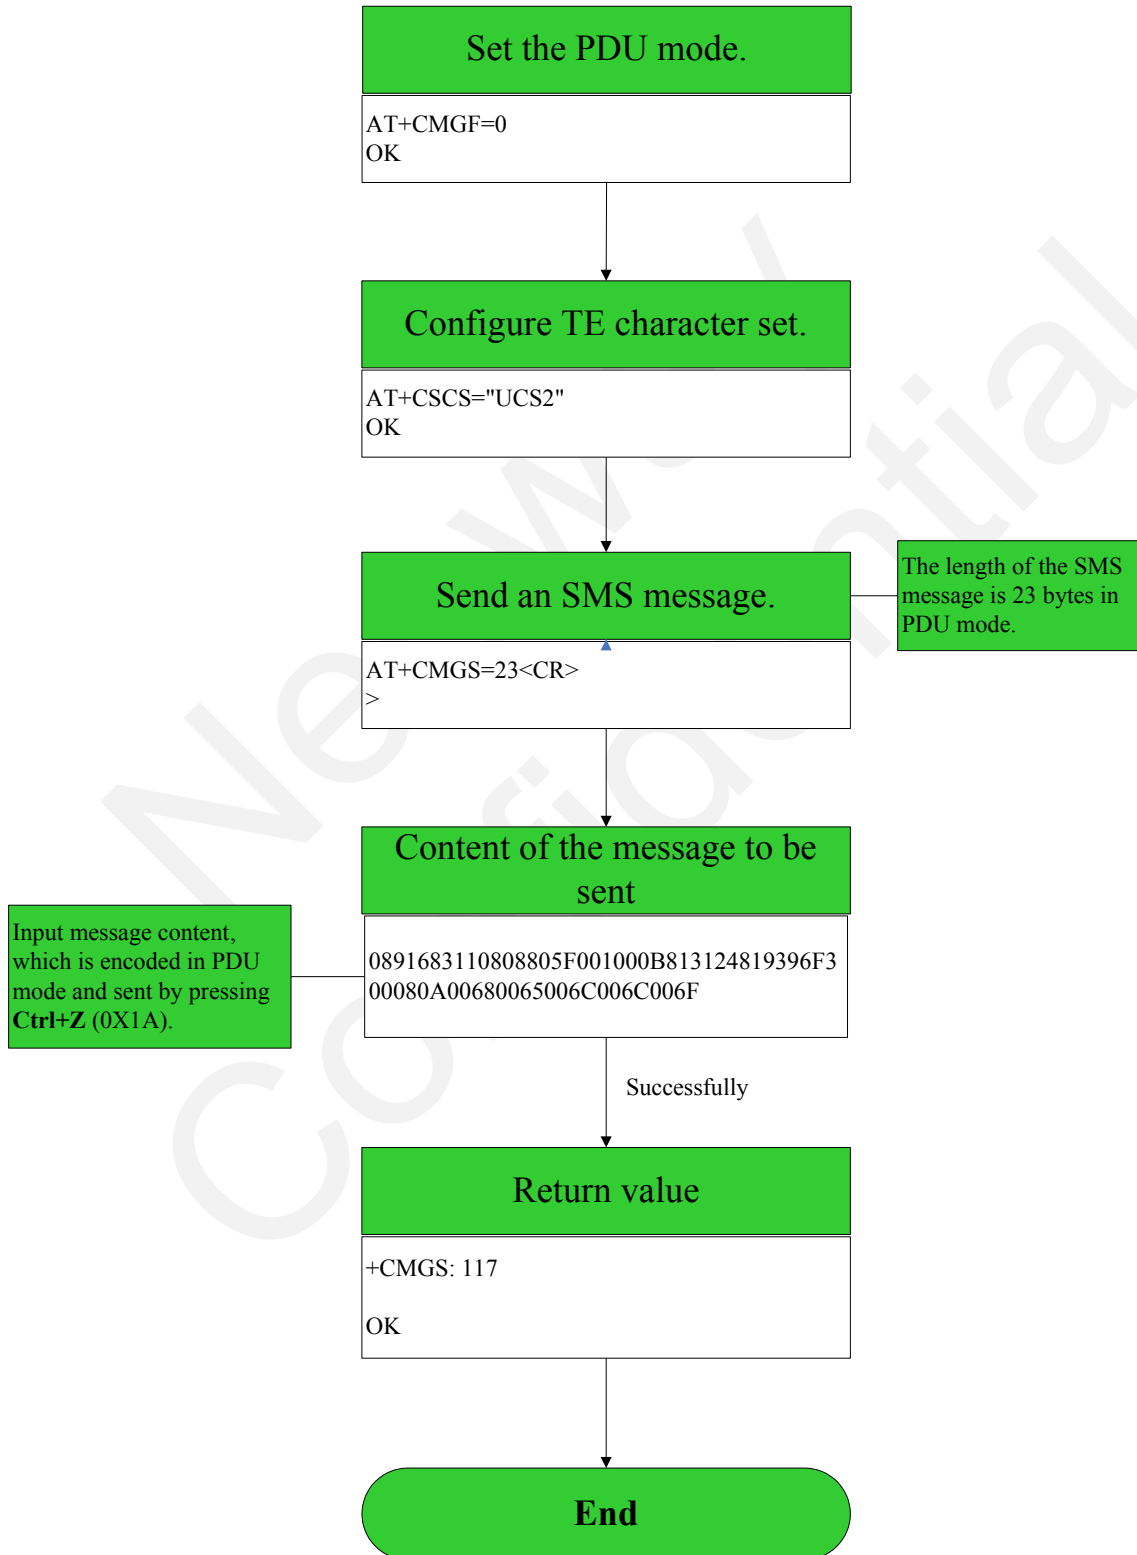 Set the PDU mode.
AT+CMGF=0
OK
Configure TE character set.
AT+CSCS="UCS2"
OK
Send an SMS message.
The length of the SMS
message is 23 bytes in
PDU mode.
AT+CMGS=23<CR>
>
Content of the message to be
sent
Input message content,
which is encoded in PDU
mode and sent by pressing
Ctrl+Z (0X1A).
0891683110808805F001000B813124819396F3
00080A00680065006C006C006F
Successfully
Return value
+CMGS: 117
OK
End